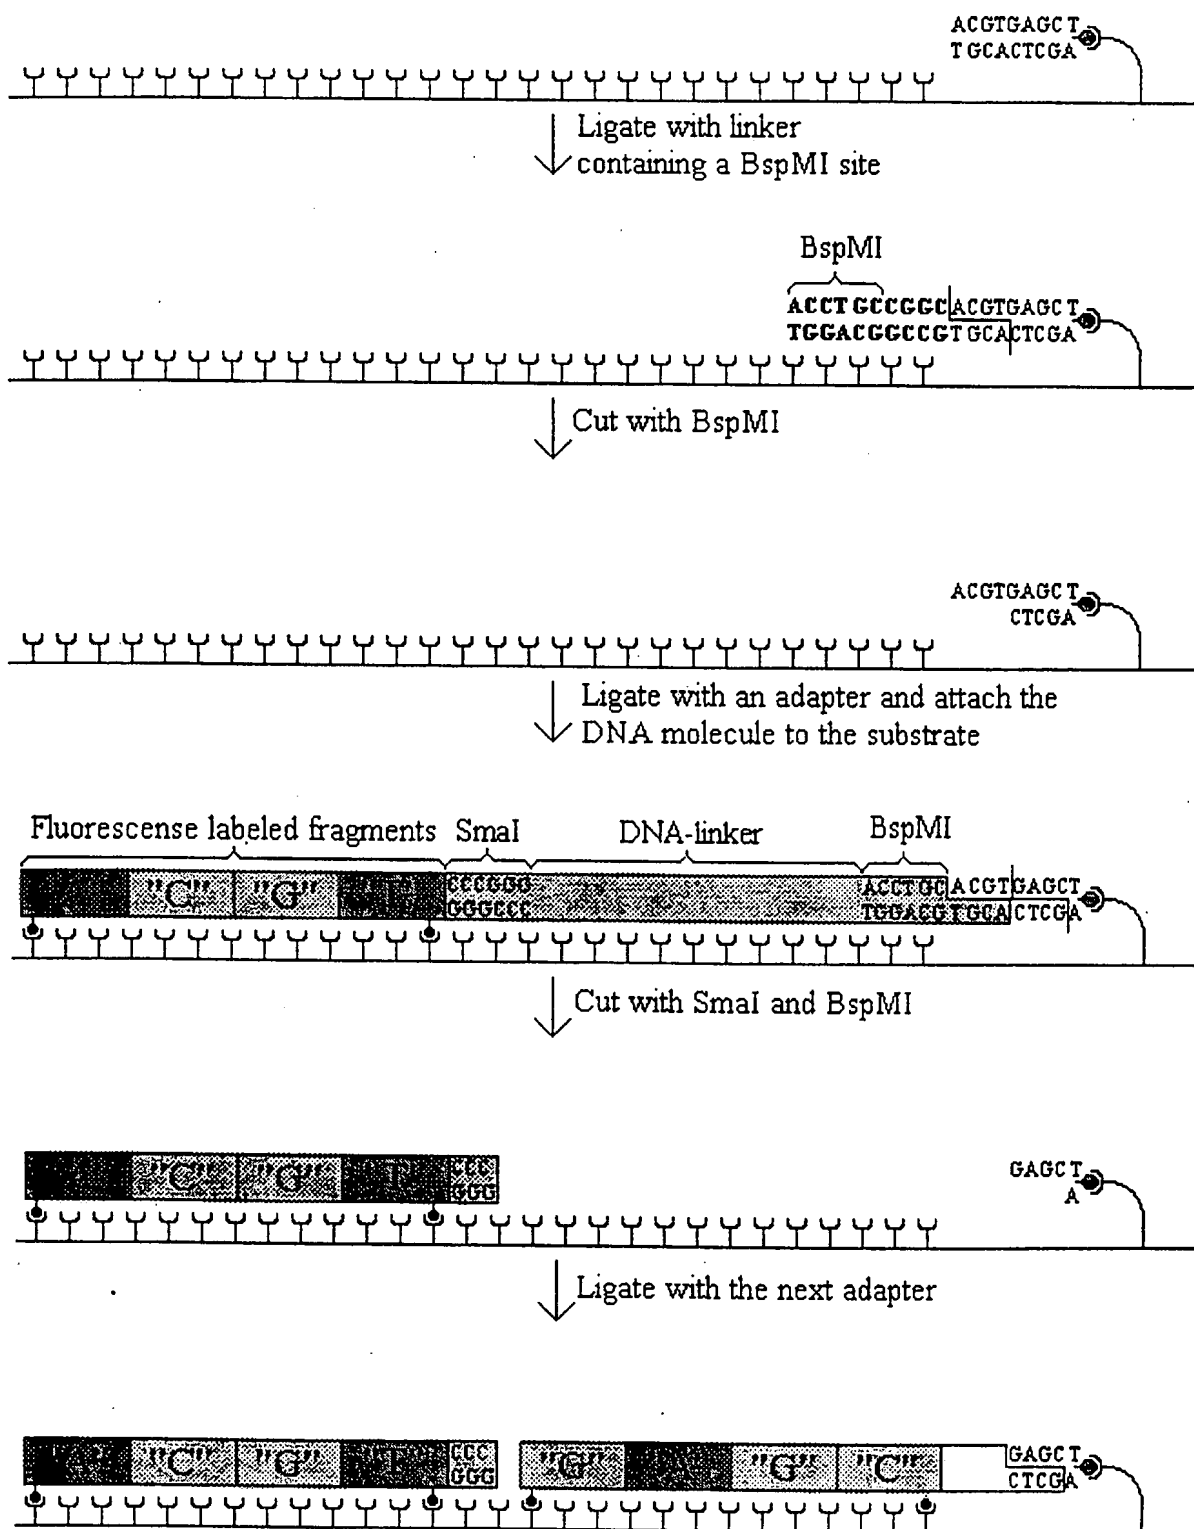 ACGTGAGCT
TGCACTCGA
Ligate with linker
containing a BspMI site
BspMI
ACCTGCCGGCACGTGAGCT
TGGACGGCCGTGCACTCGA
Cut with BspMI
ACGTGAGCT
CTCGA
Ligate with an adapter and attach the
DNA molecule to the substrate
Fluorescense labeled fragments SmaI DNA-linker BspMI
"C" "G" "T" CCCGGG ACCTGC ACGTGAGCT
GGGCCC TGGACGTGCACTCGA
Cut with SmaI and BspMI
"C" "G" "T" CCC GAGCT
GGG A
Ligate with the next adapter
"C" "G" "T" CCC "G" "G" "C" GAGCT
GGG CTCGA